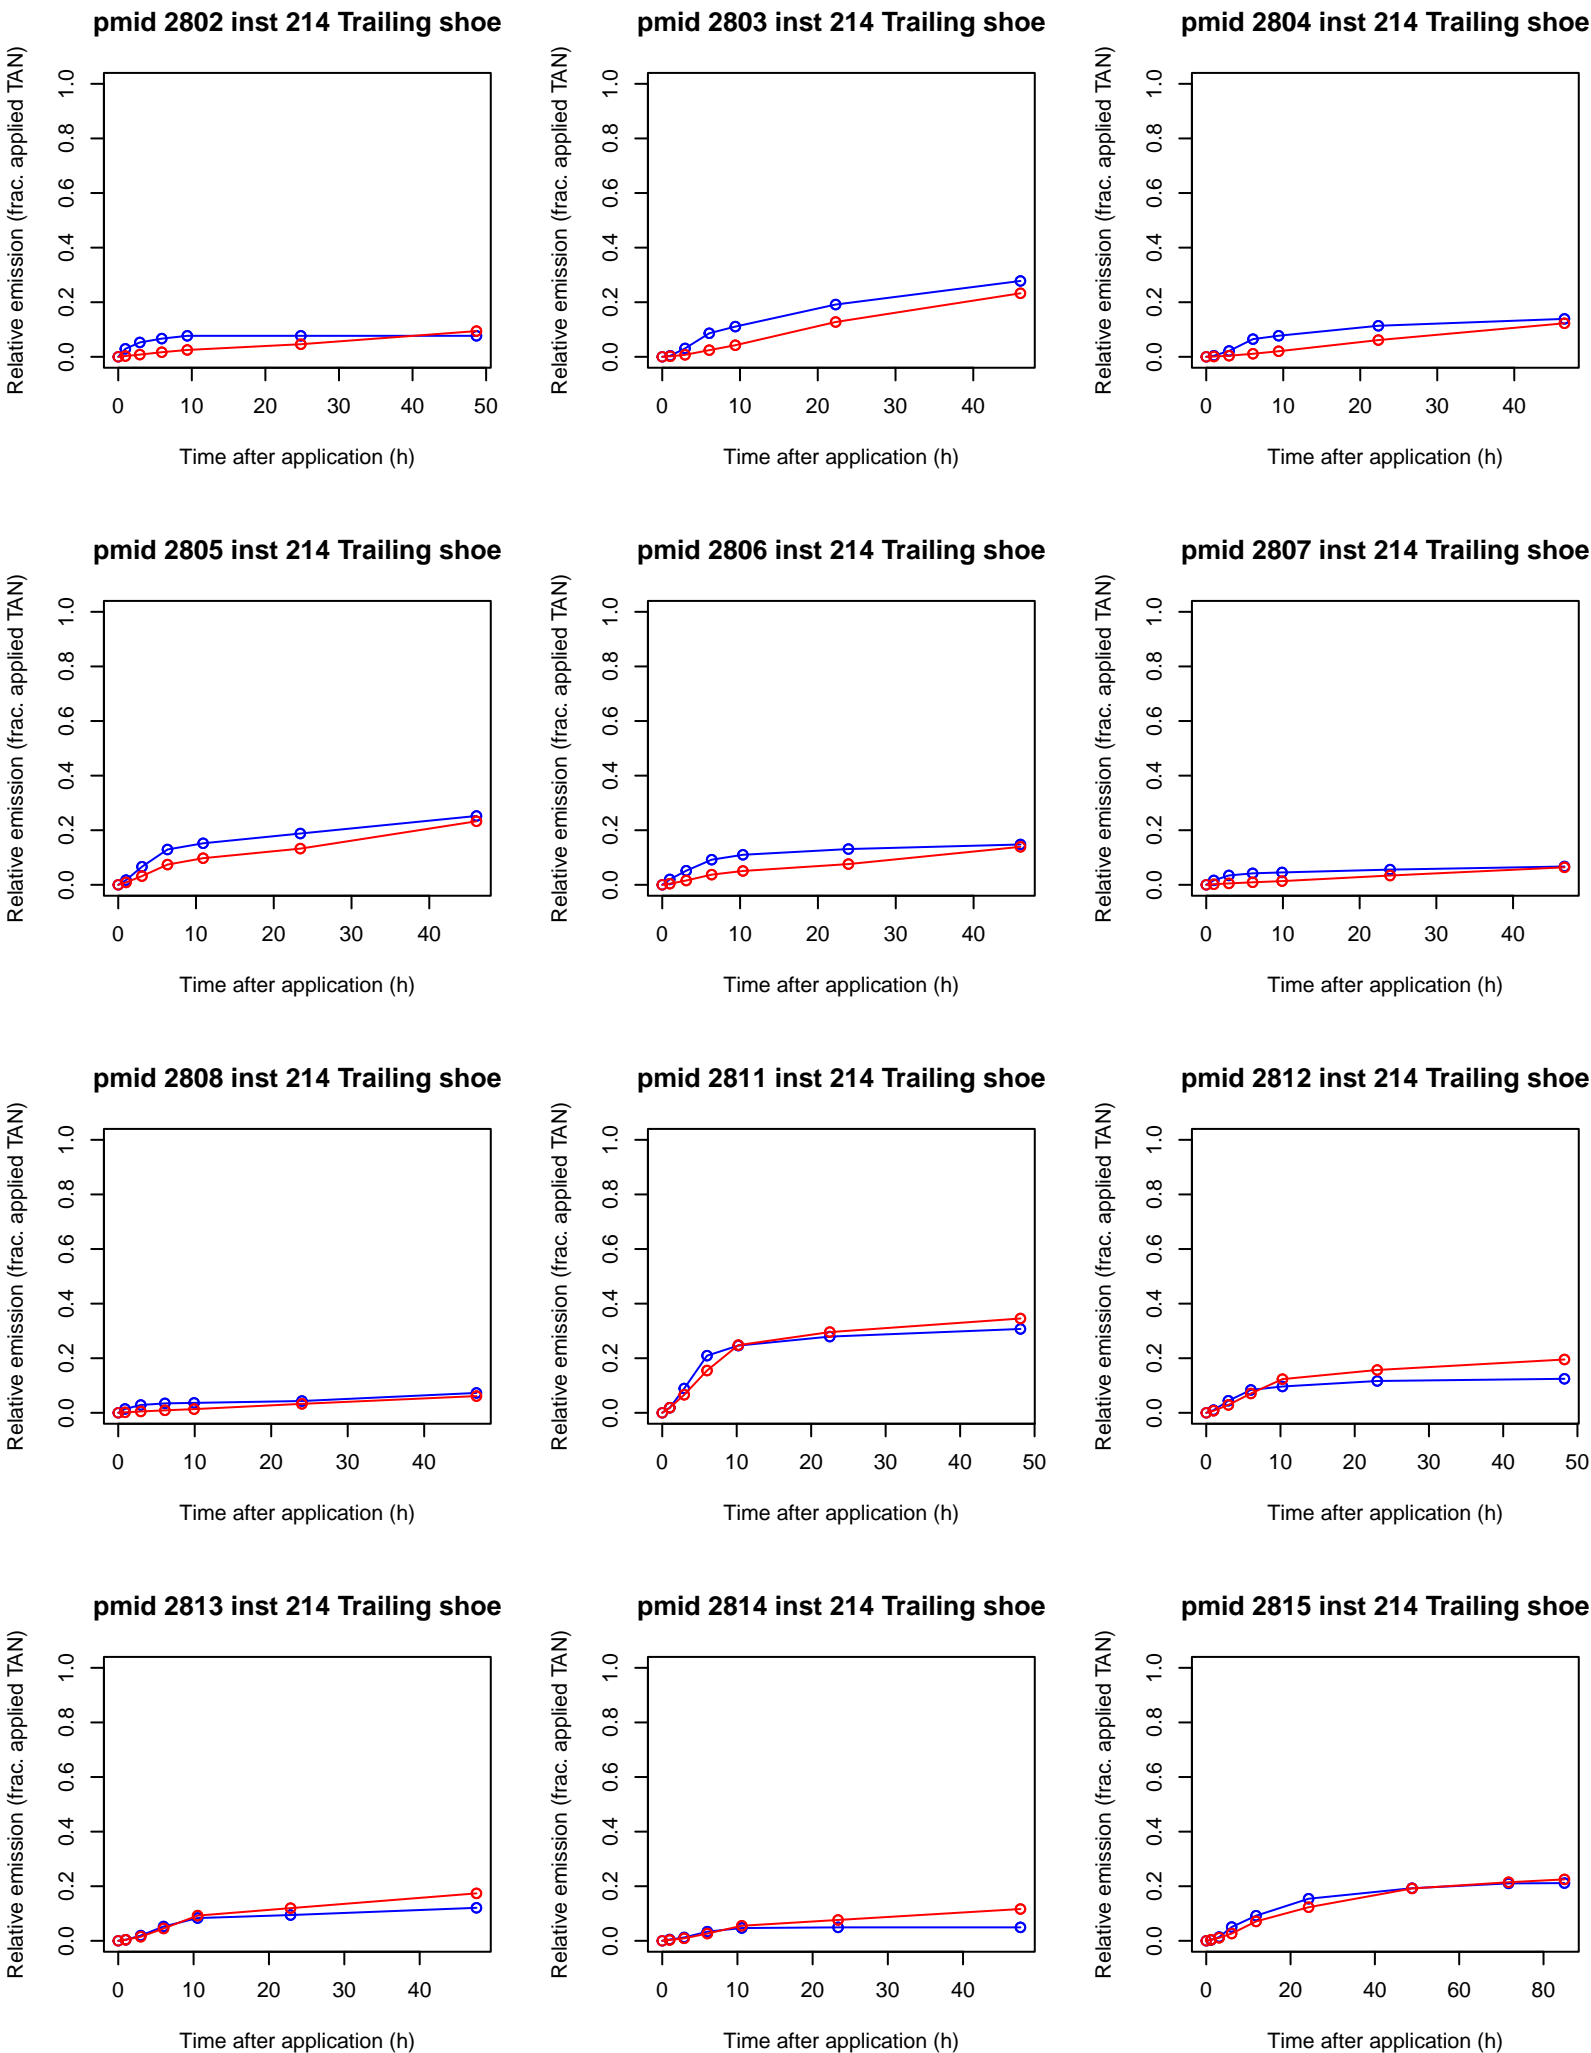 pmid 2802 inst 214 Trailing shoe
Relative emission (frac. applied TAN)
1.0
0.8
0.6
0.4
0.2
0.0
0 10 20 30 40 50
Time after application (h)
pmid 2803 inst 214 Trailing shoe
Relative emission (frac. applied TAN)
1.0
0.8
0.6
0.4
0.2
0.0
0 10 20 30 40
Time after application (h)
pmid 2804 inst 214 Trailing shoe
Relative emission (frac. applied TAN)
1.0
0.8
0.6
0.4
0.2
0.0
0 10 20 30 40
Time after application (h)
pmid 2805 inst 214 Trailing shoe
Relative emission (frac. applied TAN)
1.0
0.8
0.6
0.4
0.2
0.0
0 10 20 30 40
Time after application (h)
pmid 2806 inst 214 Trailing shoe
Relative emission (frac. applied TAN)
1.0
0.8
0.6
0.4
0.2
0.0
0 10 20 30 40
Time after application (h)
pmid 2807 inst 214 Trailing shoe
Relative emission (frac. applied TAN)
1.0
0.8
0.6
0.4
0.2
0.0
0 10 20 30 40
Time after application (h)
pmid 2808 inst 214 Trailing shoe
Relative emission (frac. applied TAN)
1.0
0.8
0.6
0.4
0.2
0.0
0 10 20 30 40
Time after application (h)
pmid 2811 inst 214 Trailing shoe
Relative emission (frac. applied TAN)
1.0
0.8
0.6
0.4
0.2
0.0
0 10 20 30 40 50
Time after application (h)
pmid 2812 inst 214 Trailing shoe
Relative emission (frac. applied TAN)
1.0
0.8
0.6
0.4
0.2
0.0
0 10 20 30 40 50
Time after application (h)
pmid 2813 inst 214 Trailing shoe
Relative emission (frac. applied TAN)
1.0
0.8
0.6
0.4
0.2
0.0
0 10 20 30 40
Time after application (h)
pmid 2814 inst 214 Trailing shoe
Relative emission (frac. applied TAN)
1.0
0.8
0.6
0.4
0.2
0.0
0 10 20 30 40
Time after application (h)
pmid 2815 inst 214 Trailing shoe
Relative emission (frac. applied TAN)
1.0
0.8
0.6
0.4
0.2
0.0
0 20 40 60 80
Time after application (h)